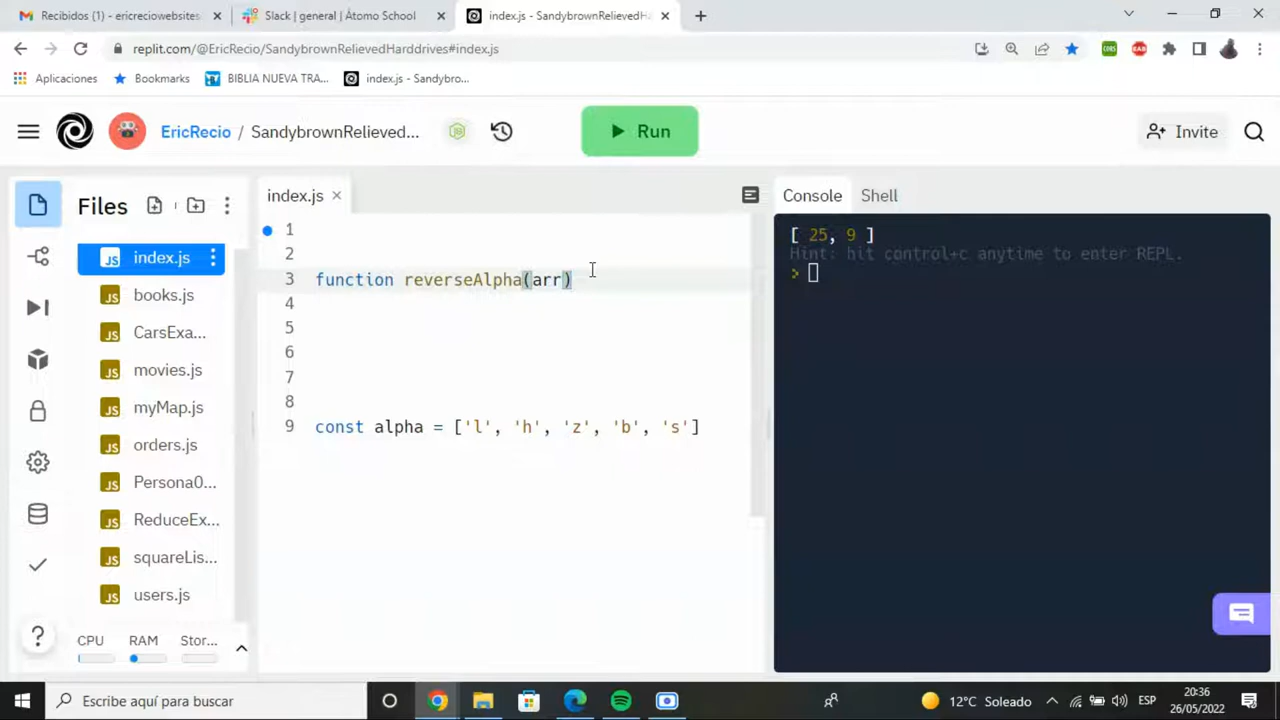 Recibidos (1) - ericreciowebsites
Slack | general | Átomo School
index.js - SandybrownRelievedHa
replit.com/@EricRecio/SandybrownRelievedHarddrives#index.js
Aplicaciones
Bookmarks
BIBLIA NUEVA TRA...
index.js - Sandybro...
EricRecio / SandybrownRelieved...
Run
Invite
Files
index.js
books.js
CarsExa...
movies.js
myMap.js
orders.js
Persona0...
ReduceEx...
squareLis...
users.js
CPU RAM Stor...
index.js
1
2
3 function reverseAlpha(arr)
4
5
6
7
8
9 const alpha = ['l', 'h', 'z', 'b', 's']
Console Shell
[ 25, 9 ]
Hint: hit control+c anytime to enter REPL.
>
Escribe aquí para buscar
12°C Soleado
ESP
20:36
26/05/2022